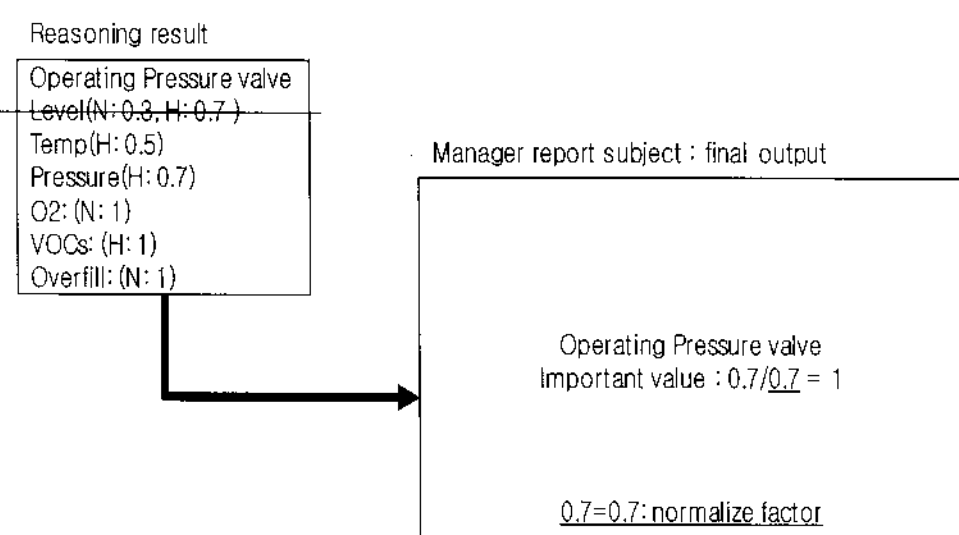 Reasoning result
Operating Pressure valve
Level(N: 0.3, H: 0.7 )
Temp(H: 0.5)
Pressure(H: 0.7)
O2: (N: 1)
VOCs: (H: 1)
Overfill: (N: 1)
Manager report subject : final output
Operating Pressure valve
Important value : 0.7/0.7 = 1
0.7=0.7: normalize factor